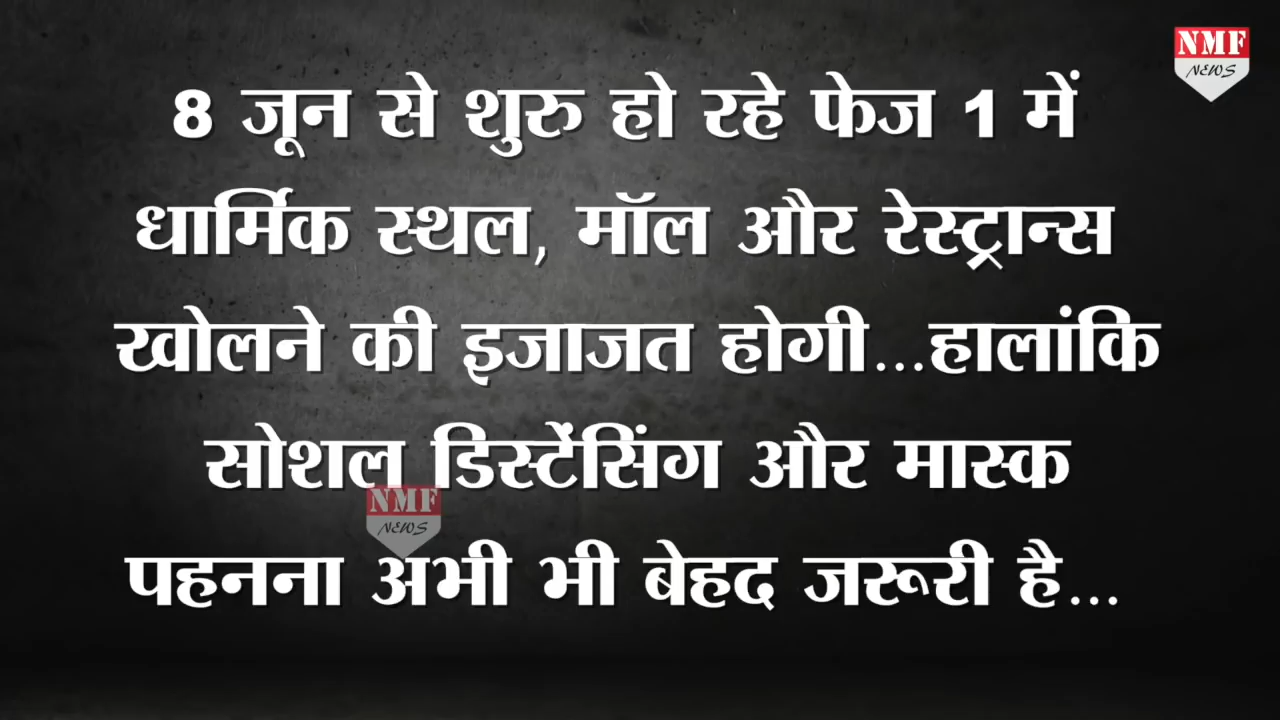 NMF
NEWS
8 जून से शुरु हो रहे फेज 1 में
धार्मिक स्थल, मॉल और रेस्ट्रान्स
खोलने की इजाजत होगी...हालांकि
सोशल डिस्टेंसिंग और मास्क
NMF
NEWS
पहनना अभी भी बेहद जरूरी है...